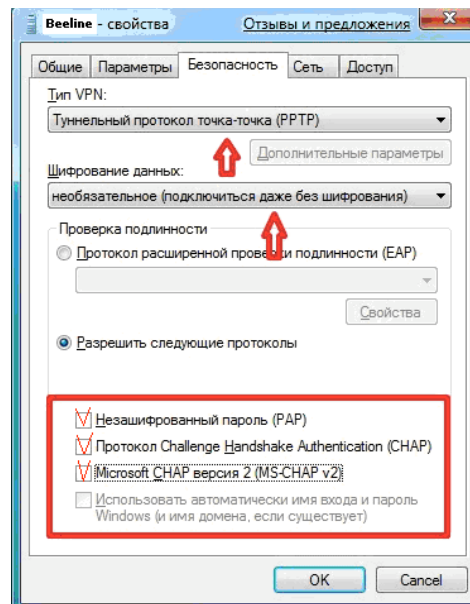 Beeline - свойства
Отзывы и предложения
Общие Параметры Безопасность Сеть Доступ
Тип VPN:
Туннельный протокол точка-точка (PPTP)
Дополнительные параметры
Шифрование данных:
необязательное (подключиться даже без шифрования)
Проверка подлинности
Протокол расширенной проверки подлинности (EAP)
Свойства
Разрешить следующие протоколы
Незашифрованный пароль (PAP)
Протокол Challenge Handshake Authentication (CHAP)
Microsoft CHAP версия 2 (MS-CHAP v2)
Использовать автоматически имя входа и пароль
Windows (и имя домена, если существует)
OK Cancel